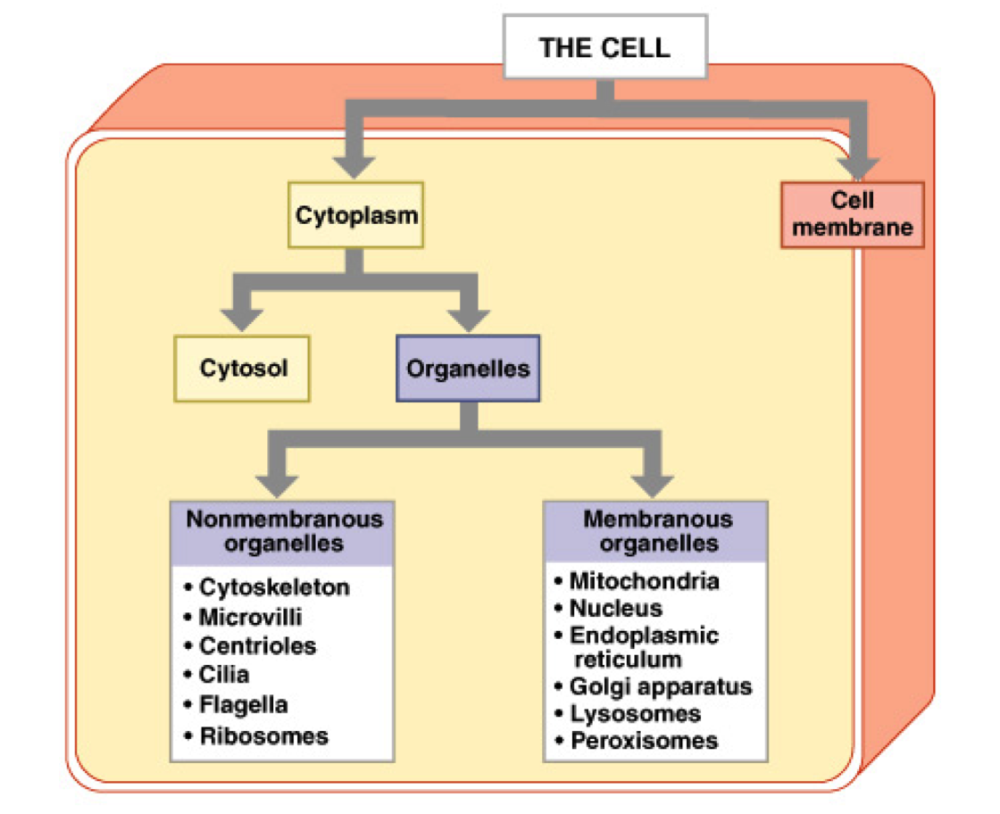 THE CELL
Cytoplasm
Cell
membrane
Cytosol
Organelles
Nonmembranous
organelles
• Cytoskeleton
• Microvilli
• Centrioles
• Cilia
• Flagella
• Ribosomes
Membranous
organelles
• Mitochondria
• Nucleus
• Endoplasmic
reticulum
• Golgi apparatus
• Lysosomes
• Peroxisomes